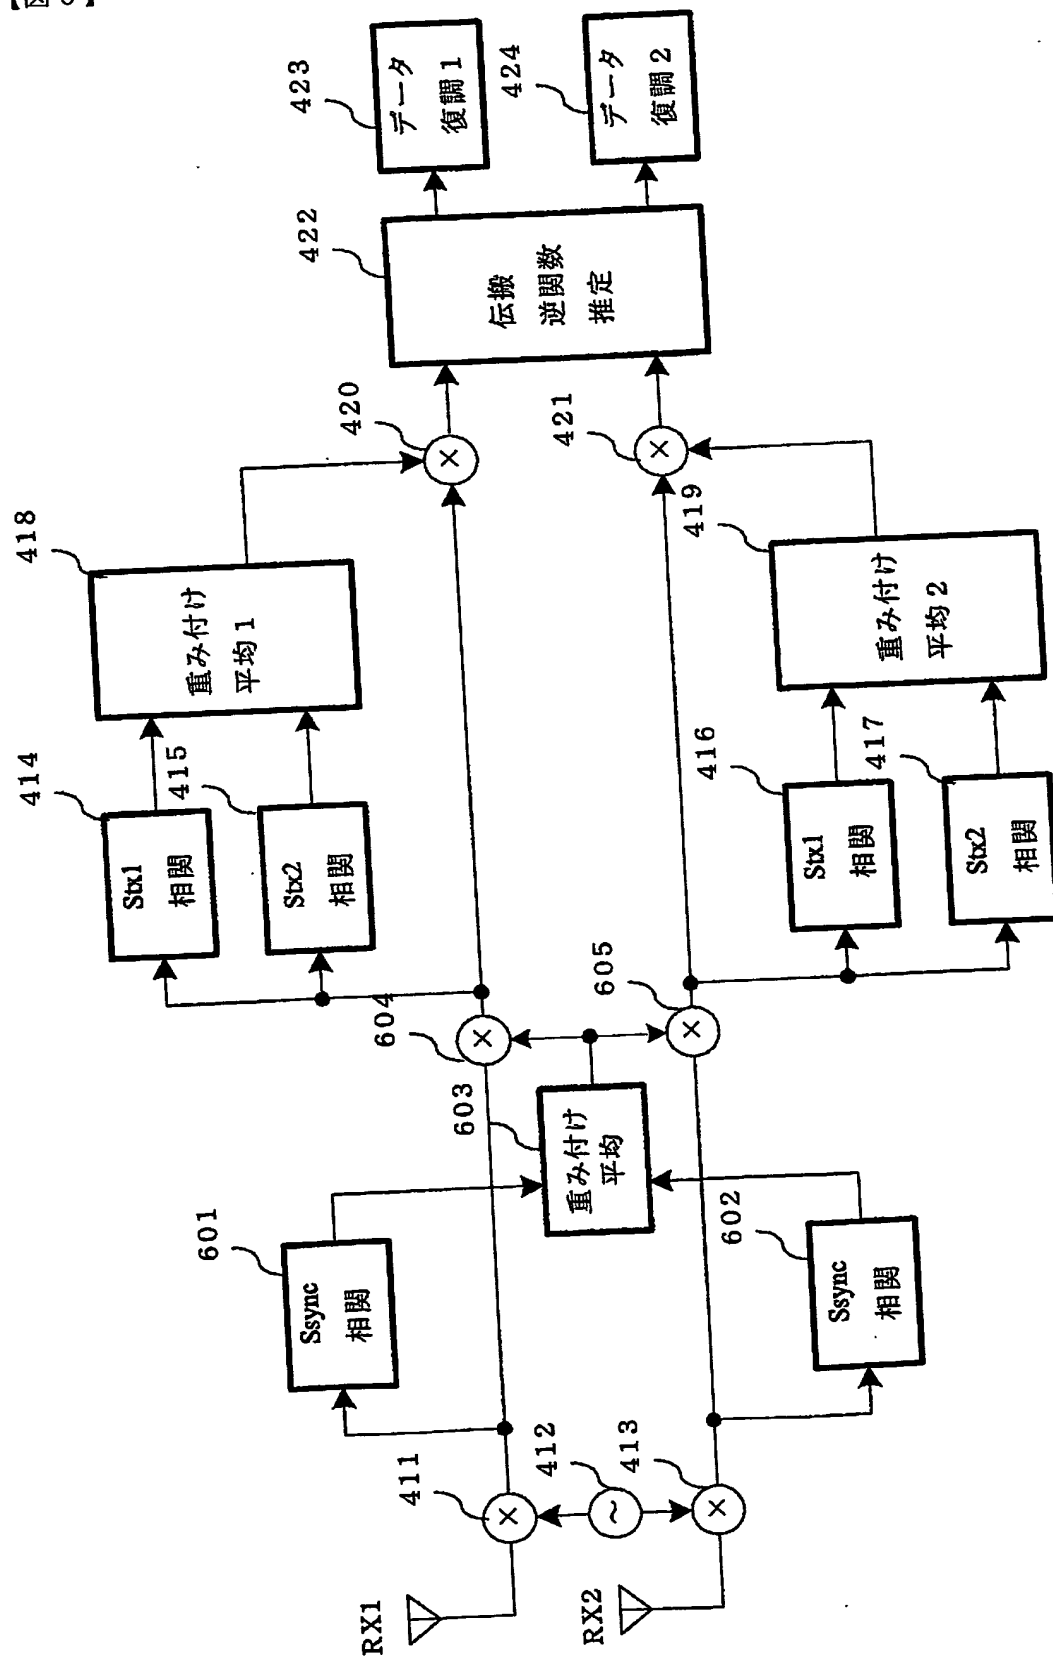 RX1
411
412
413
RX2
601
Ssync
相関
602
Ssync
相関
603
重み付け
平均
604
605
414
Stx1
相関
415
Stx2
相関
416
Stx1
相関
417
Stx2
相関
418
重み付け
平均1
419
重み付け
平均2
420
421
422
伝搬
逆関数
推定
423
データ
復調1
424
データ
復調2